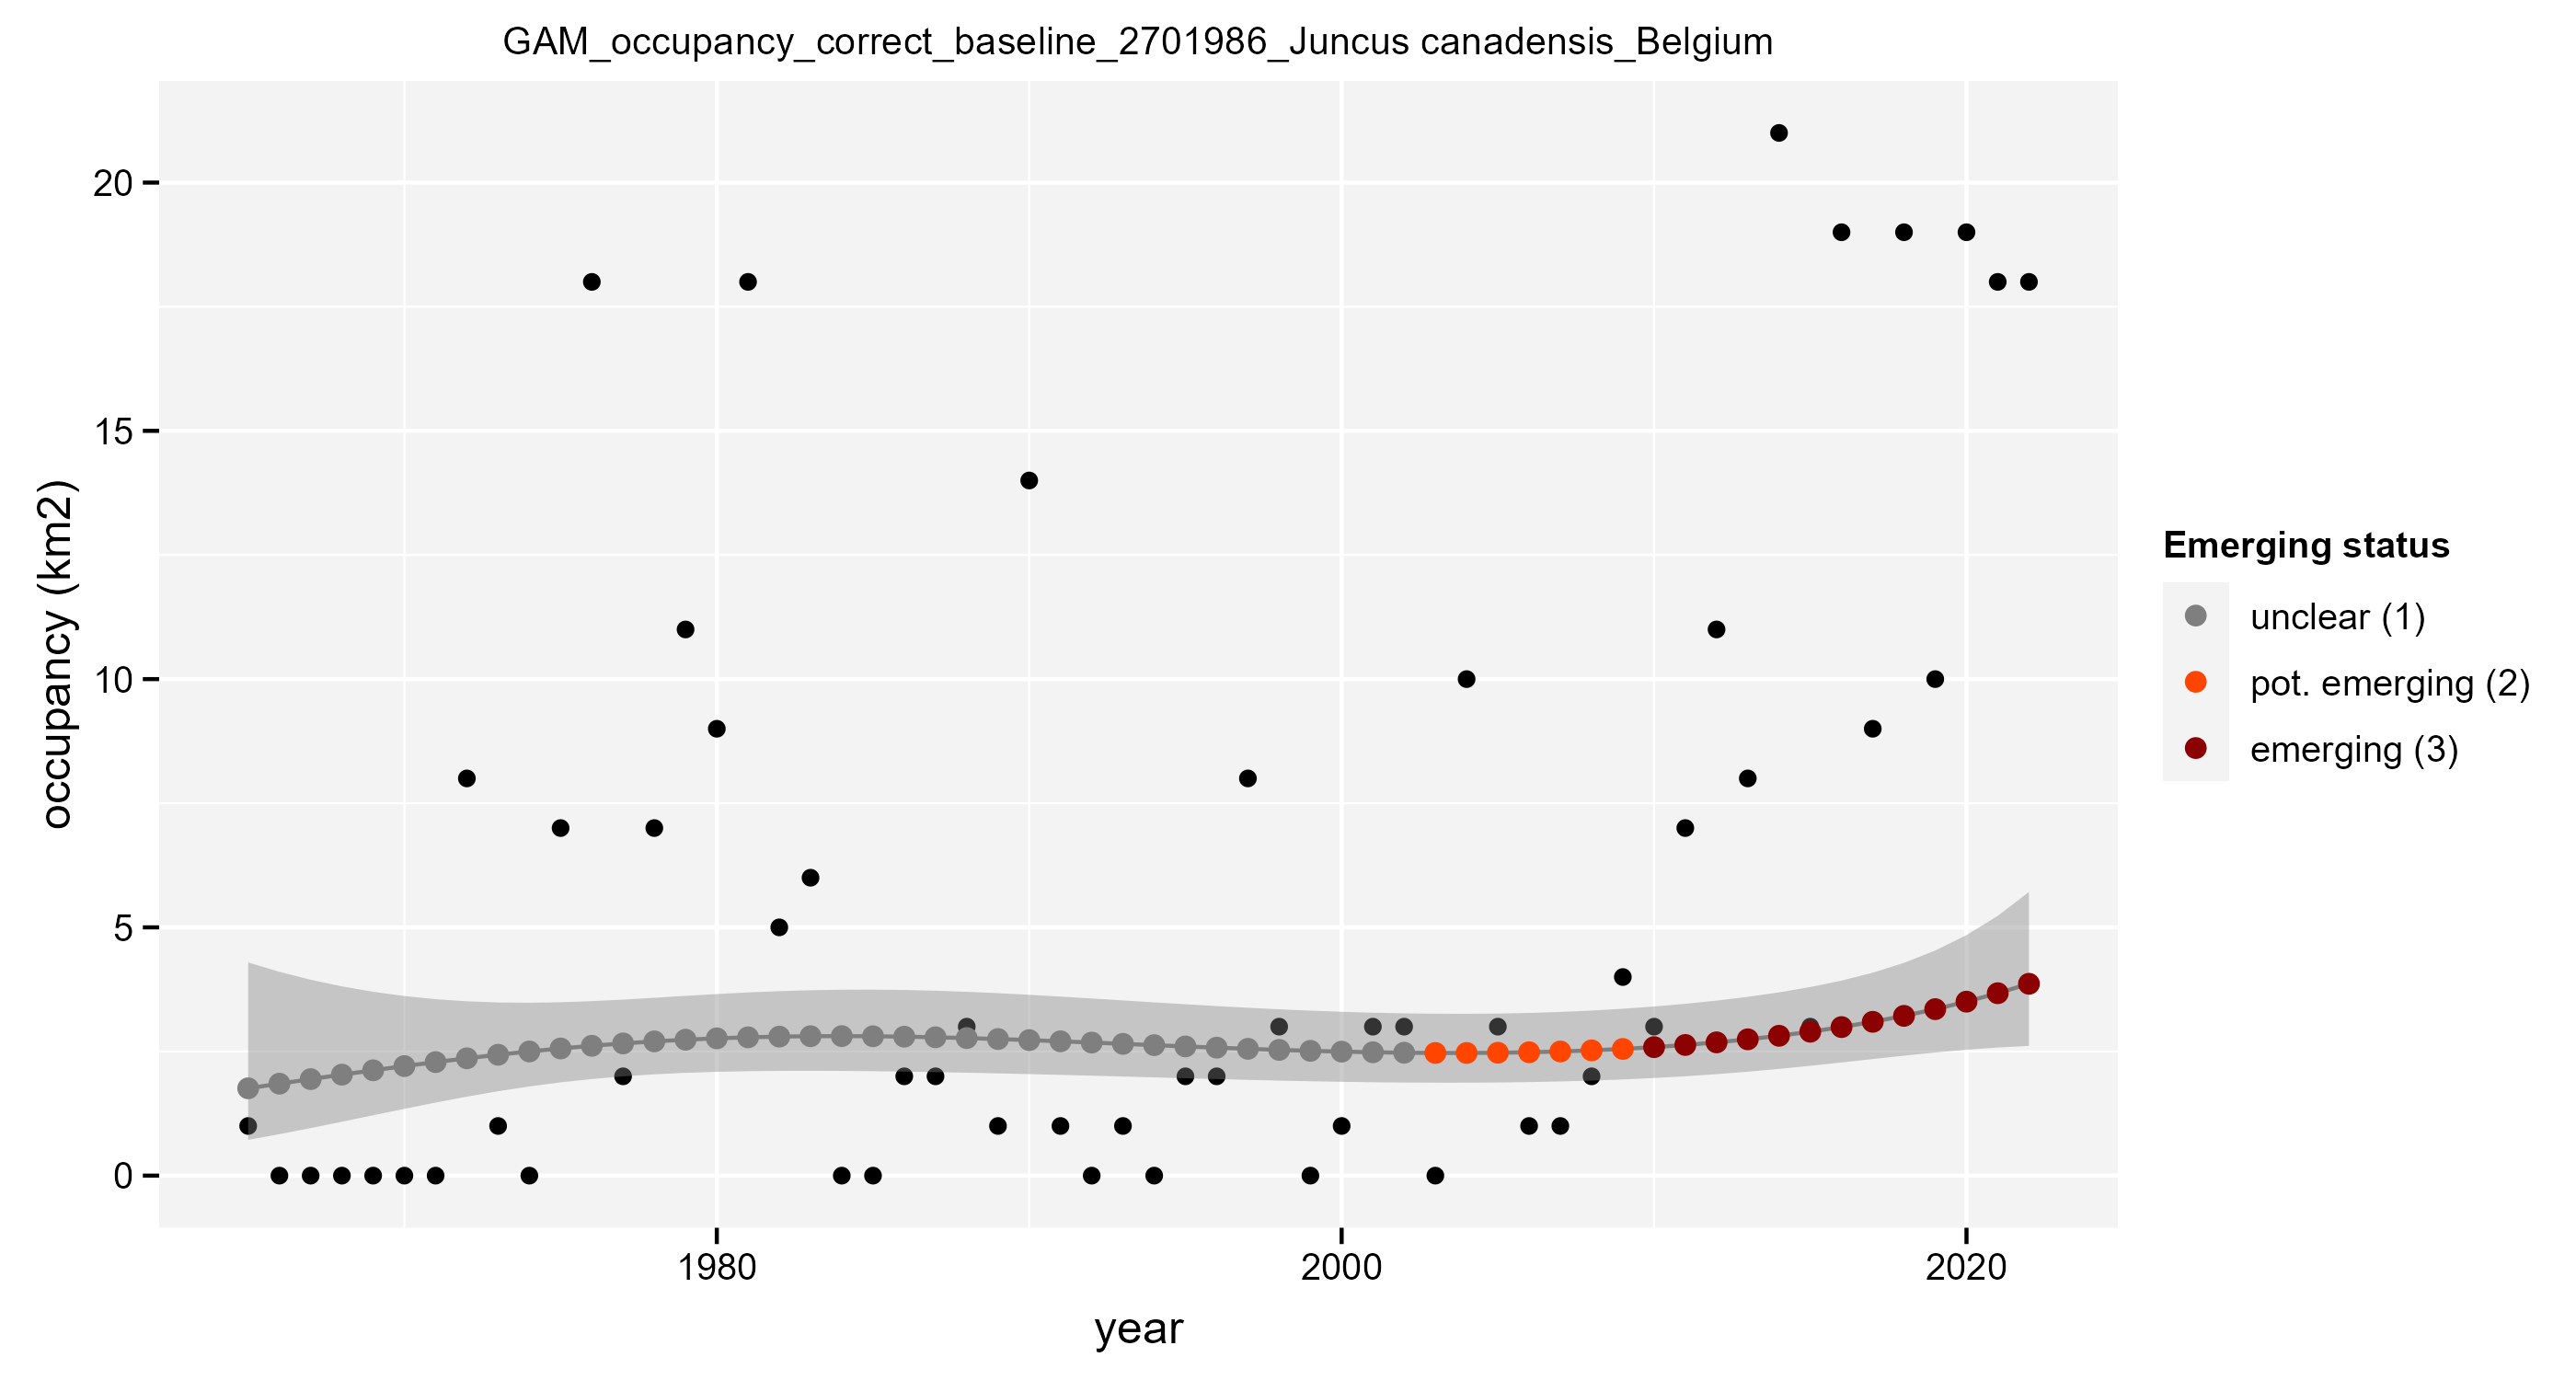 GAM_occupancy_correct_baseline_2701986_Juncus canadensis_Belgium
occupancy (km2)
20
15
10
5
0
1980
2000
2020
year
Emerging status
unclear (1)
pot. emerging (2)
emerging (3)